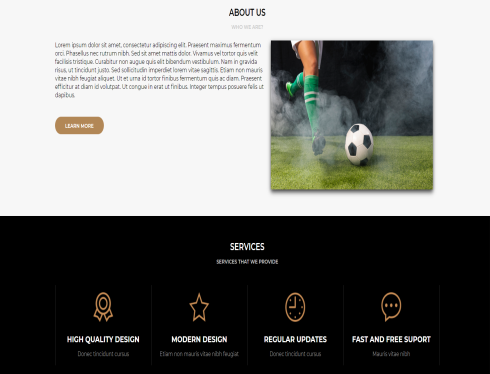 ABOUT US
WHO WE ARE?
Lorem ipsum dolor sit amet, consectetur adipiscing elit. Praesent maximus fermentum
orci. Phasellus nec rutrum nibh. Sed sit amet mattis dolor. Vivamus vel tortor quis velit
facilisis tristique. Curabitur non augue quis elit bibendum vestibulum. Nam in gravida
risus, ut tincidunt justo. Sed sollicitudin imperdiet lorem vitae sagittis. Etiam non mauris
vitae nibh feugiat aliquet. Ut et urna id tortor finibus fermentum quis ac diam. Praesent
efficitur at diam id volutpat. Ut congue in erat ut finibus. Integer tempus posuere felis ut
dapibus.
LEARN MORE
SERVICES
SERVICES THAT WE PROVIDE
HIGH QUALITY DESIGN
Donec tincidunt cursus
MODERN DESIGN
Etiam non mauris vitae nibh feugiat
REGULAR UPDATES
Donec tincidunt cursus
FAST AND FREE SUPORT
Mauris vitae nibh